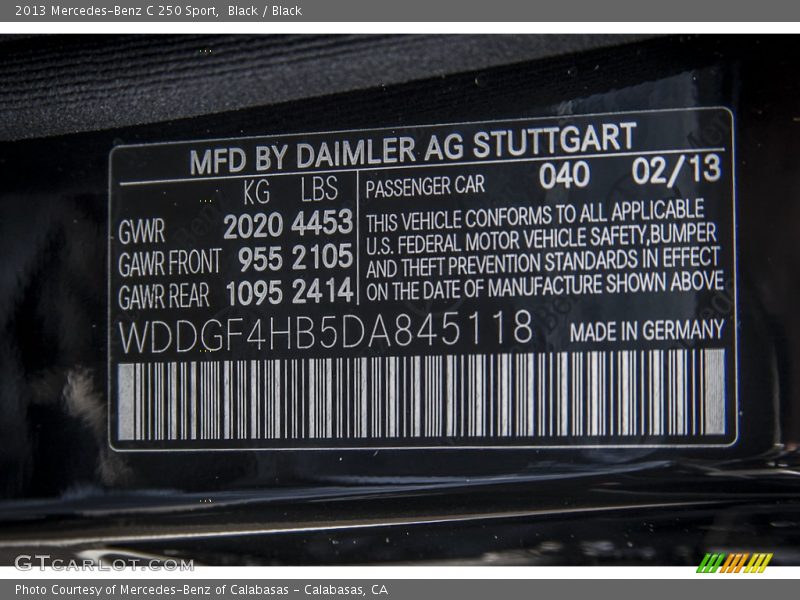 2013 Mercedes-Benz C 250 Sport, Black / Black
MFD BY DAIMLER AG STUTTGART
KG LBS
GWR 2020 4453
GAWR FRONT 955 2105
GAWR REAR 1095 2414
PASSENGER CAR 040 02/13
THIS VEHICLE CONFORMS TO ALL APPLICABLE
U.S. FEDERAL MOTOR VEHICLE SAFETY,BUMPER
AND THEFT PREVENTION STANDARDS IN EFFECT
ON THE DATE OF MANUFACTURE SHOWN ABOVE
WDDGF4HB5DA845118 MADE IN GERMANY
GTCARLOT.COM
Photo Courtesy of Mercedes-Benz of Calabasas - Calabasas, CA